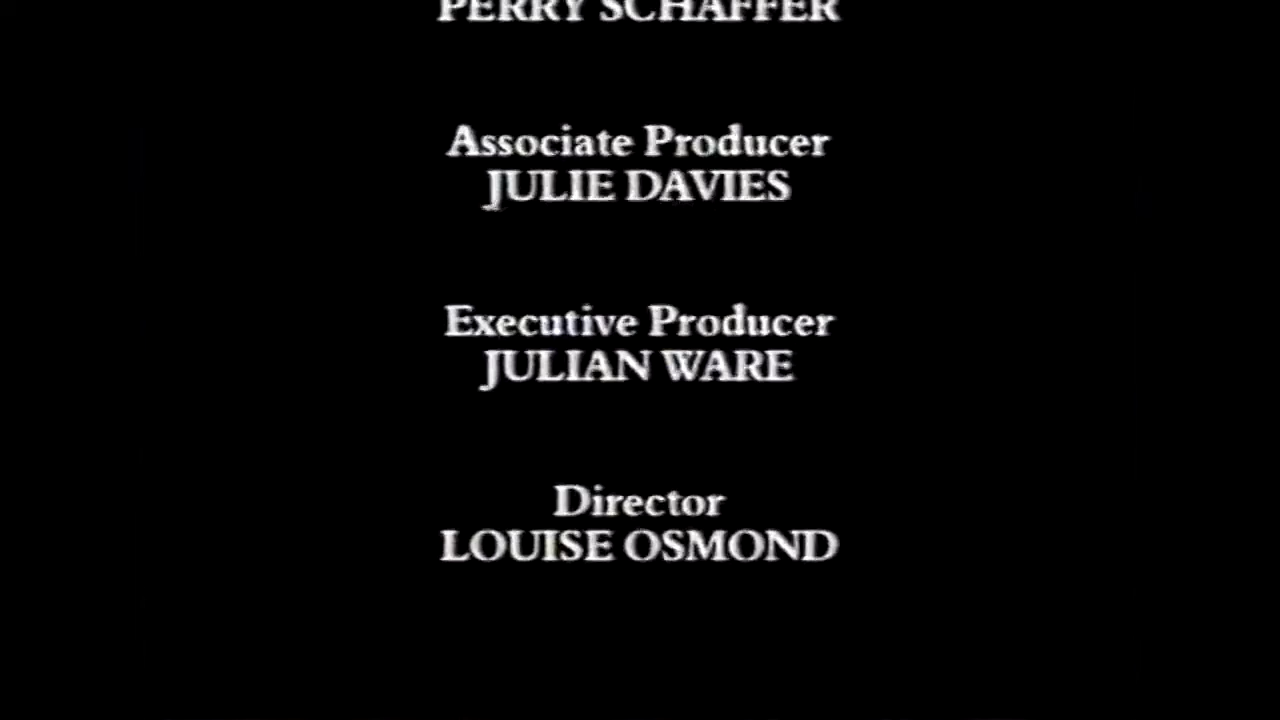 PERRY SCHAFFER
Associate Producer
JULIE DAVIES
Executive Producer
JULIAN WARE
Director
LOUISE OSMOND